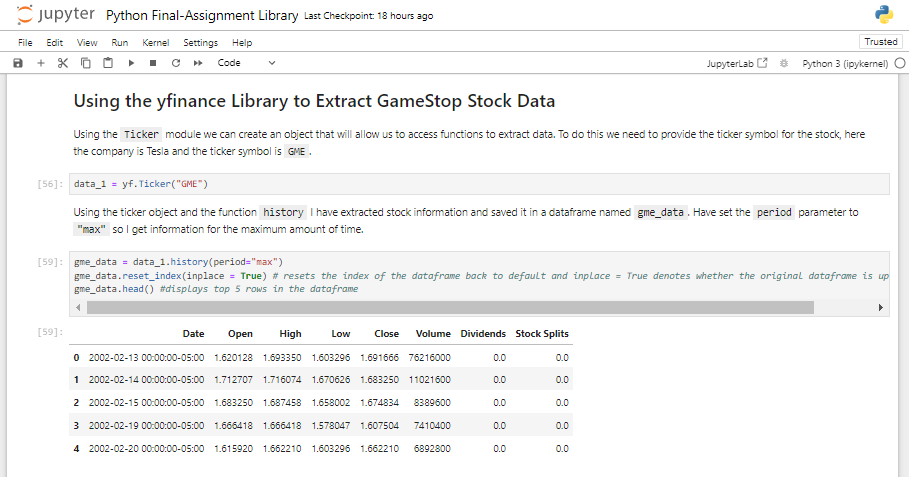 jupyter Python Final-Assignment Library Last Checkpoint: 18 hours ago
File Edit View Run Kernel Settings Help Trusted
Code JupyterLab Python 3 (ipykernel)
Using the yfinance Library to Extract GameStop Stock Data
Using the Ticker module we can create an object that will allow us to access functions to extract data. To do this we need to provide the ticker symbol for the stock, here
the company is Tesla and the ticker symbol is GME .
[56]: data_1 = yf.Ticker("GME")
Using the ticker object and the function history I have extracted stock information and saved it in a dataframe named gme_data . Have set the period parameter to
"max" so I get information for the maximum amount of time.
[59]: gme_data = data_1.history(period="max")
gme_data.reset_index(inplace = True) # resets the index of the dataframe back to default and inplace = True denotes whether the original dataframe is up
gme_data.head() #displays top 5 rows in the dataframe
[59]: Date Open High Low Close Volume Dividends Stock Splits
0 2002-02-13 00:00:00-05:00 1.620128 1.693350 1.603296 1.691666 76216000 0.0 0.0
1 2002-02-14 00:00:00-05:00 1.712707 1.716074 1.670626 1.683250 11021600 0.0 0.0
2 2002-02-15 00:00:00-05:00 1.683250 1.687458 1.658002 1.674834 8389600 0.0 0.0
3 2002-02-19 00:00:00-05:00 1.666418 1.666418 1.578047 1.607504 7410400 0.0 0.0
4 2002-02-20 00:00:00-05:00 1.615920 1.662210 1.603296 1.662210 6892800 0.0 0.0